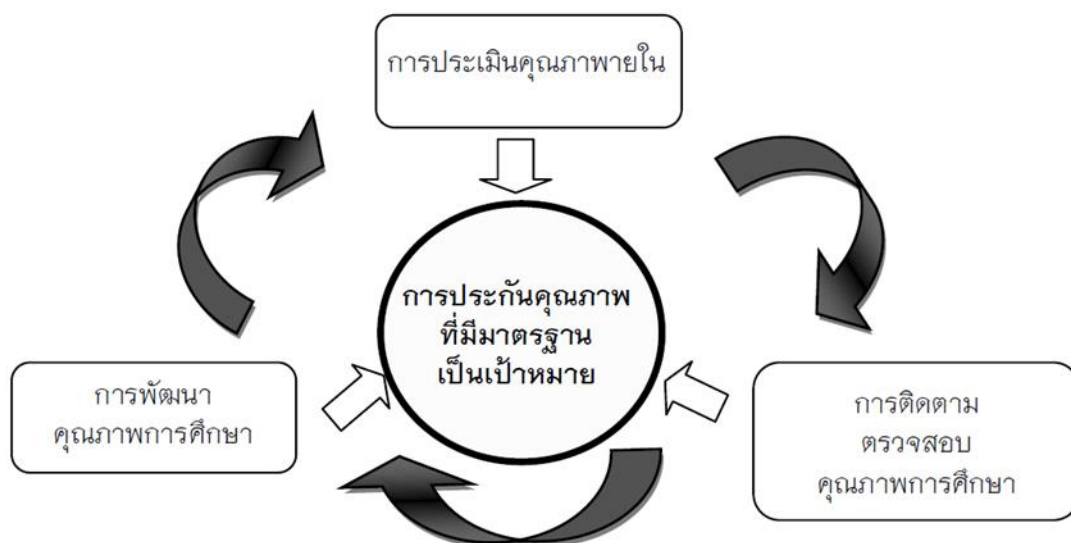 การประเมินคุณภาพายใน
การประกันคุณภาพ
ที่มีมาตรฐาน
เป็นเป้าหมาย
การพัฒนา
คุณภาพการศึกษา
การติดตาม
ตรวจสอบ
คุณภาพการศึกษา